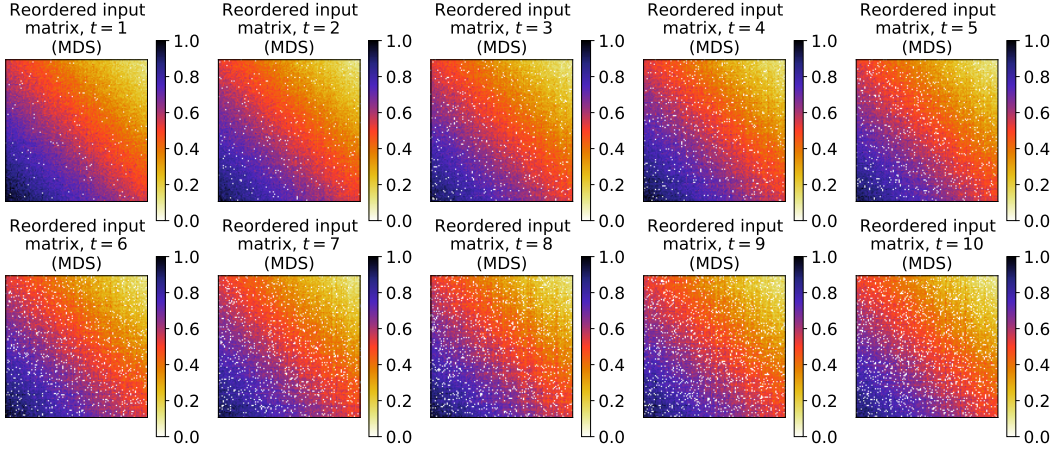 Reordered input
matrix, t = 1
(MDS)
1.0
0.8
0.6
0.4
0.2
0.0
Reordered input
matrix, t = 2
(MDS)
1.0
0.8
0.6
0.4
0.2
0.0
Reordered input
matrix, t = 3
(MDS)
1.0
0.8
0.6
0.4
0.2
0.0
Reordered input
matrix, t = 4
(MDS)
1.0
0.8
0.6
0.4
0.2
0.0
Reordered input
matrix, t = 5
(MDS)
1.0
0.8
0.6
0.4
0.2
0.0
Reordered input
matrix, t = 6
(MDS)
1.0
0.8
0.6
0.4
0.2
0.0
Reordered input
matrix, t = 7
(MDS)
1.0
0.8
0.6
0.4
0.2
0.0
Reordered input
matrix, t = 8
(MDS)
1.0
0.8
0.6
0.4
0.2
0.0
Reordered input
matrix, t = 9
(MDS)
1.0
0.8
0.6
0.4
0.2
0.0
Reordered input
matrix, t = 10
(MDS)
1.0
0.8
0.6
0.4
0.2
0.0